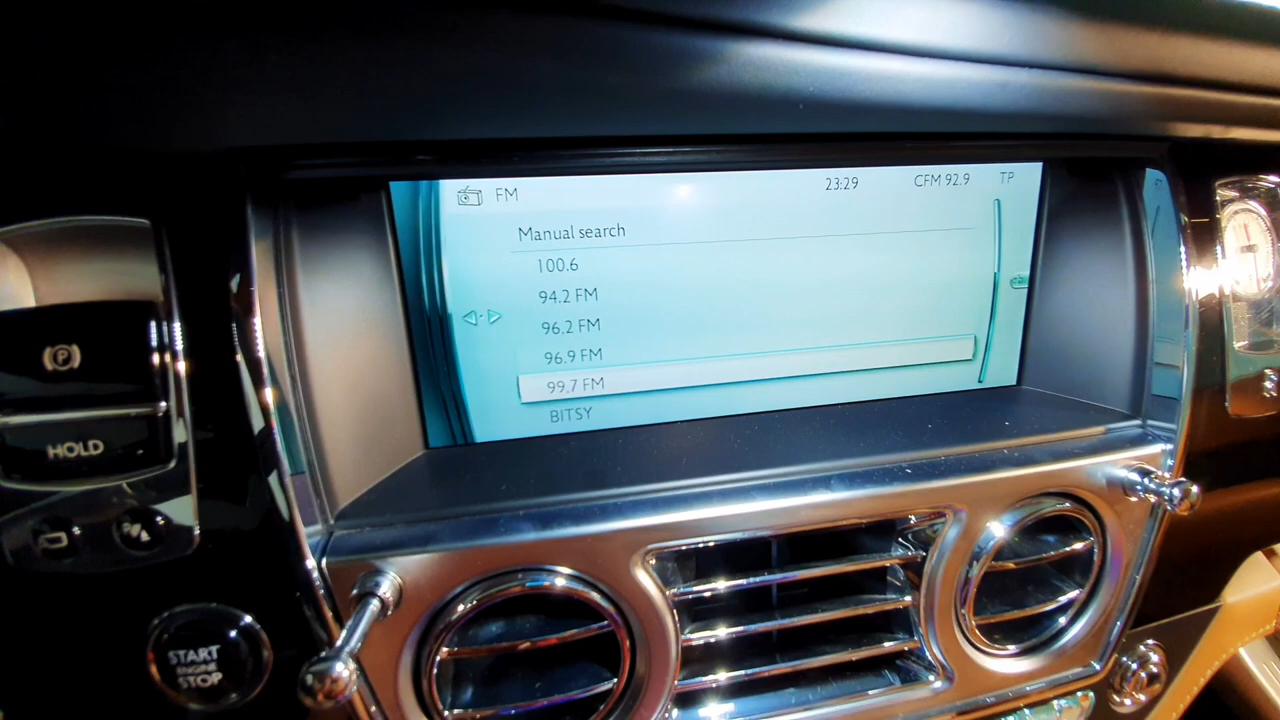 FM 23:29 CFM 92.9 TP
Manual search
100.6
94.2 FM
96.2 FM
96.9 FM
99.7 FM
BITSY
HOLD
START
ENGINE
STOP